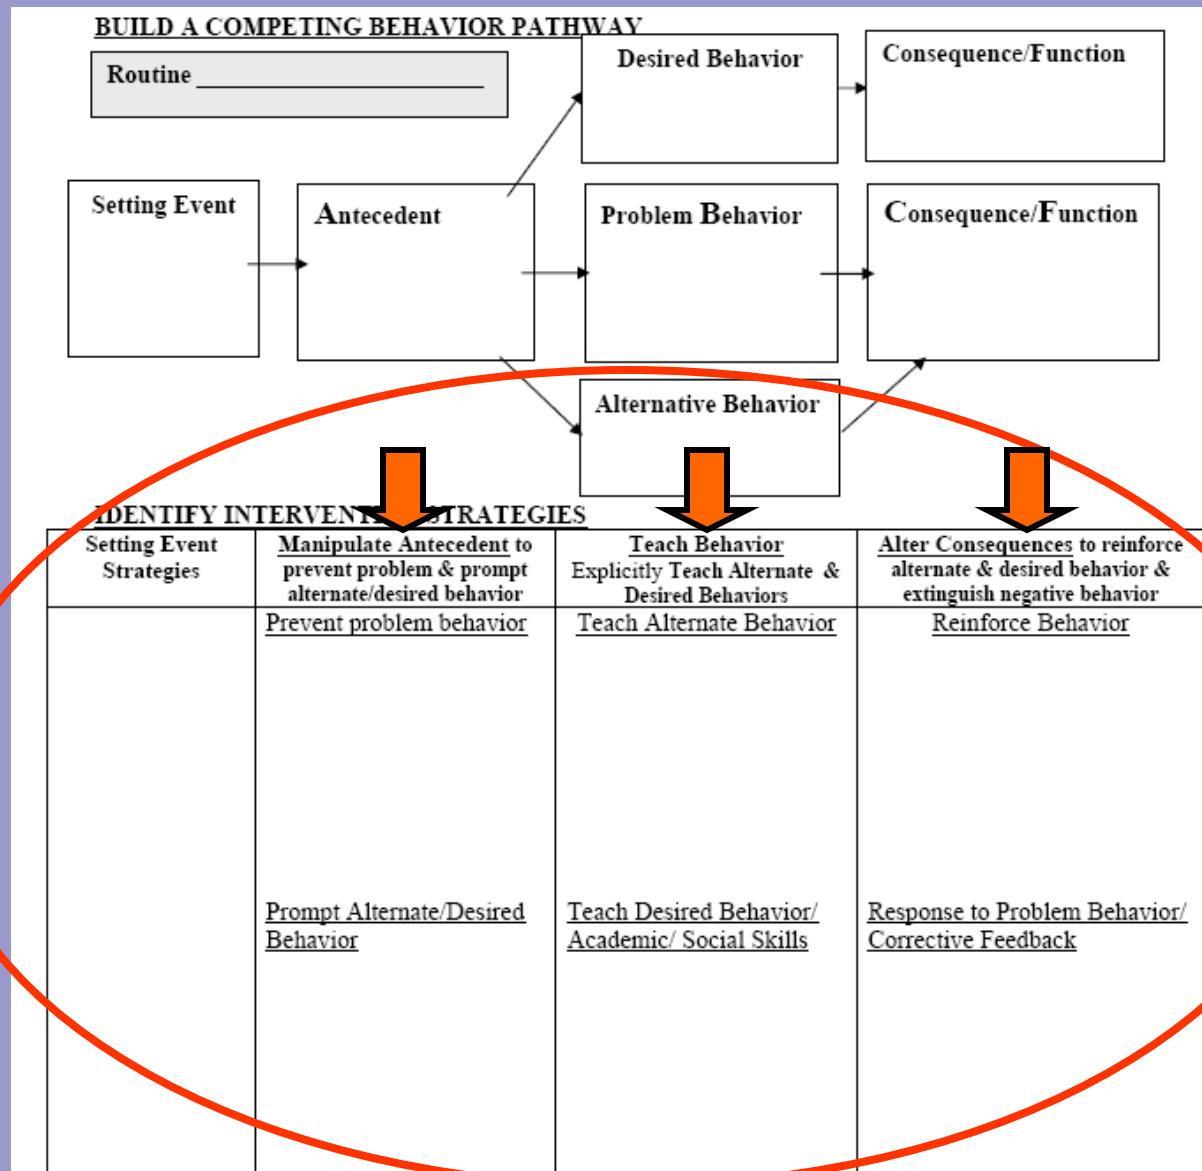 BUILD A COMPETING BEHAVIOR PATHWAY
Routine
Desired Behavior
Consequence/Function
Setting Event
Antecedent
Problem Behavior
Consequence/Function
Alternative Behavior
IDENTIFY STRATEGIES
Setting Event
Strategies
Manipulate Antecedent to
prevent problem & prompt
alternate/desired behavior
Teach Behavior
Explicitly Teach Alternate &
Desired Behaviors
Alter Consequences to reinforce
alternate & desired behavior &
extinguish negative behavior
Prevent problem behavior
Teach Alternate Behavior
Reinforce Behavior
Prompt Alternate/Desired
Behavior
Teach Desired Behavior/
Academic/ Social Skills
Response to Problem Behavior/
Corrective Feedback